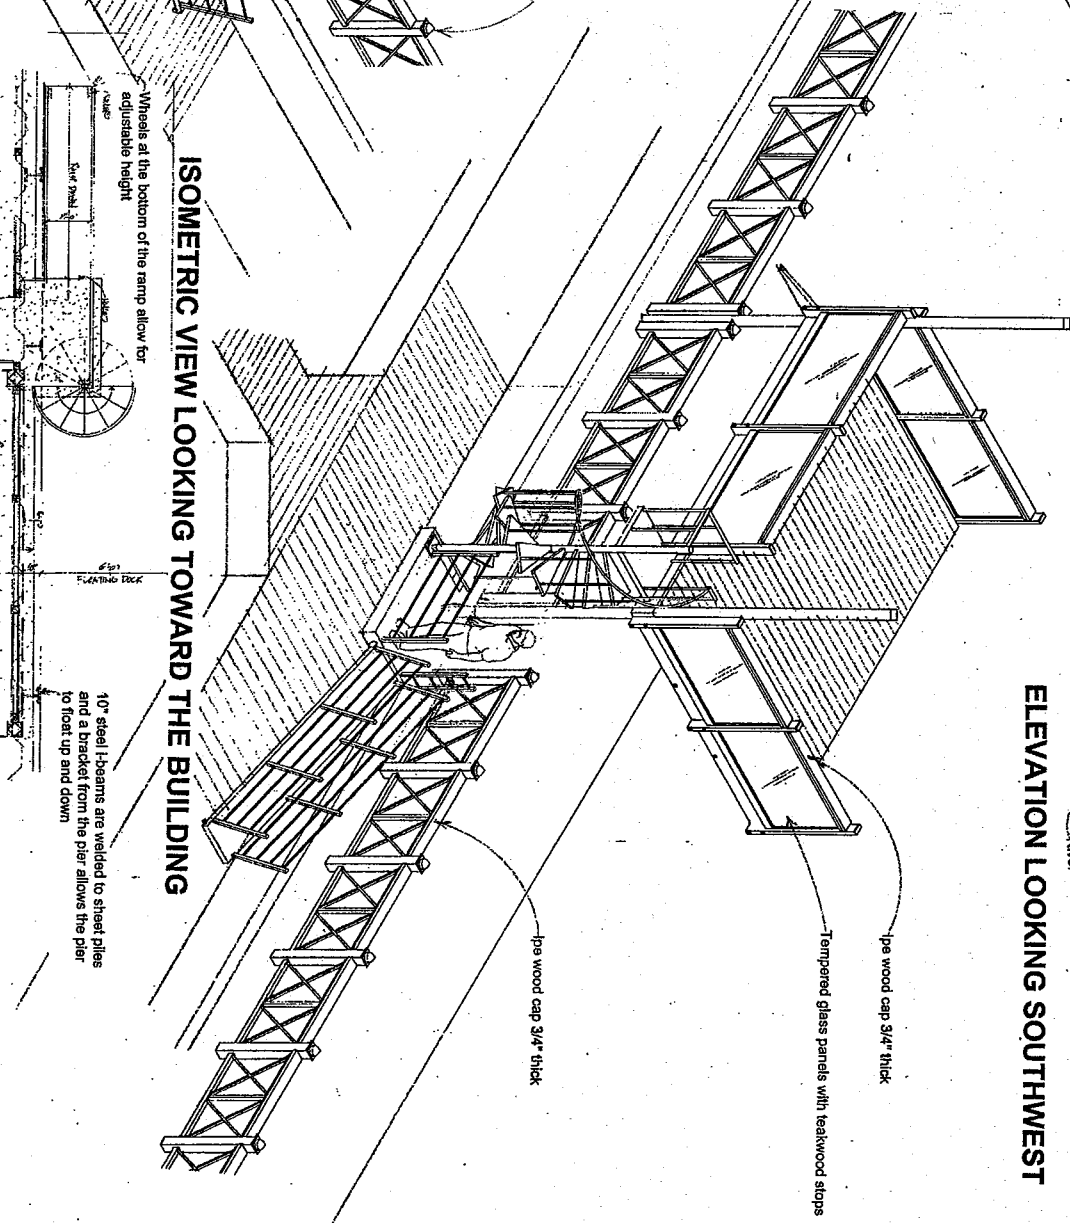 ELEVATION LOOKING SOUTHWEST
Ipe wood cap 3/4" thick
Tempered glass panels with teakwood stops
Ipe wood cap 3/4" thick
ISOMETRIC VIEW LOOKING TOWARD THE BUILDING
Wheels at the bottom of the ramp allow for
adjustable height
10" steel I-beams are welded to sheet piles
and a bracket from the pier allows the pier
to float up and down
FLOATING DOCK